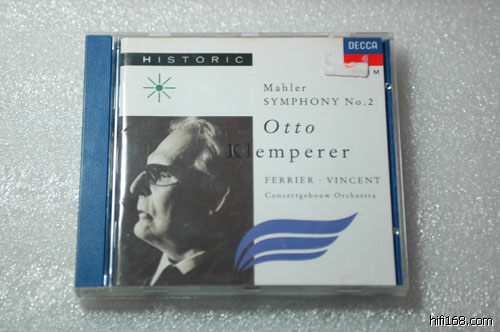 HISTORIC
DECCA
M
Mahler
SYMPHONY No.2
Otto
Klemperer
FERRIER · VINCENT
Concertgebouw Orchestra
hifi168.com